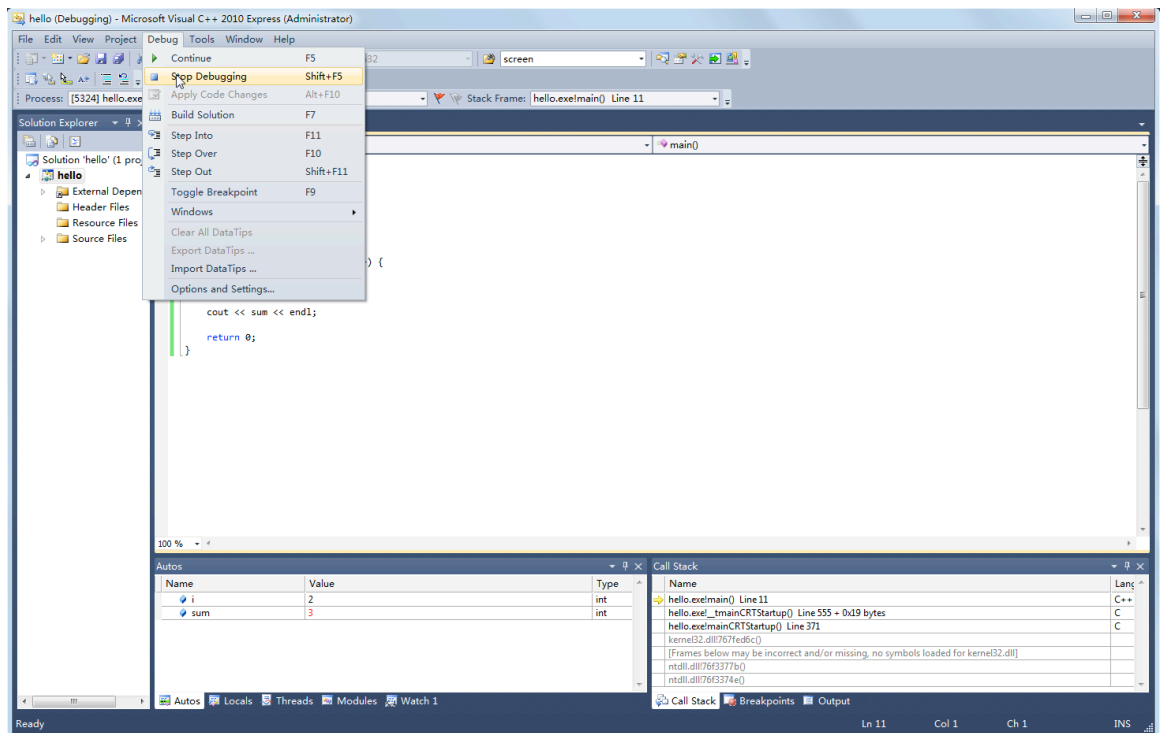 hello (Debugging) - Microsoft Visual C++ 2010 Express (Administrator)
File Edit View Project Debug Tools Window Help
Continue F5
32
screen
Stop Debugging Shift+F5
Process: [5324] hello.exe
Apply Code Changes Alt+F10
Stack Frame: hello.exe!main() Line 11
Build Solution F7
Solution Explorer
Step Into F11
main()
Solution 'hello' (1 pro
Step Over F10
hello
Step Out Shift+F11
External Depen
Toggle Breakpoint F9
Header Files
Windows
Resource Files
Clear All DataTips
Source Files
Export DataTips ...
) {
Import DataTips ...
Options and Settings...
cout << sum << endl;
return 0;
}
100 %
Autos
Name Value Type
i 2 int
sum 3 int
Autos Locals Threads Modules Watch 1
Call Stack
Name Lang
hello.exe!main() Line 11 C++
hello.exe!__tmainCRTStartup() Line 555 + 0x19 bytes C
hello.exe!mainCRTStartup() Line 371 C
kernel32.dll!767fed6c()
[Frames below may be incorrect and/or missing, no symbols loaded for kernel32.dll]
ntdll.dll!76f3377b()
ntdll.dll!76f3374e()
Call Stack Breakpoints Output
Ready Ln 11 Col 1 Ch 1 INS